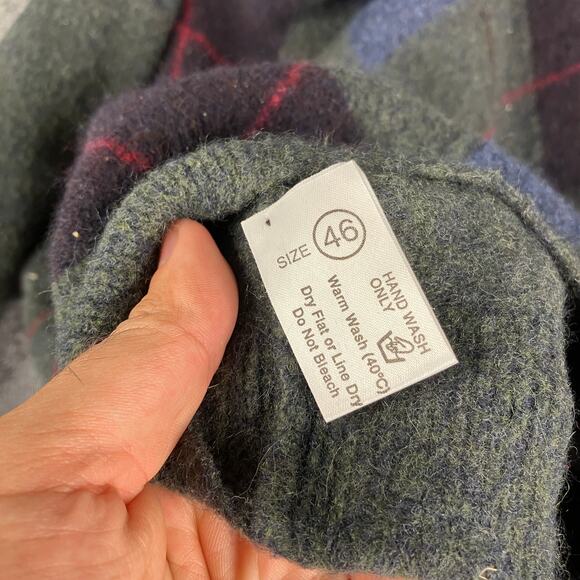 SIZE 46
HAND WASH
ONLY
Warm Wash (40°C)
Dry Flat or Line Dry
Do Not Bleach